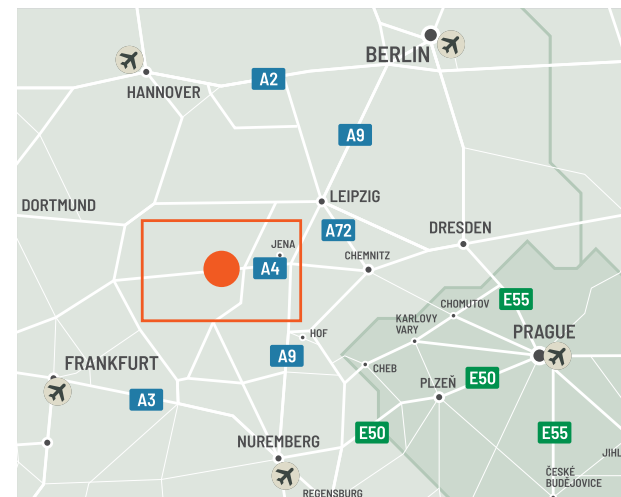 BERLIN
A2
HANNOVER
A9
LEIPZIG
DORTMUND
A72
DRESDEN
JENA
CHEMNITZ
A4
E55
CHOMUTOV
KARLOVY
VARY
PRAGUE
HOF
FRANKFURT
A9
CHEB
E50
PLZEŇ
A3
E50
E55
NUREMBERG
JIHL
ČESKÉ
BUDĚJOVICE
REGENSBURG